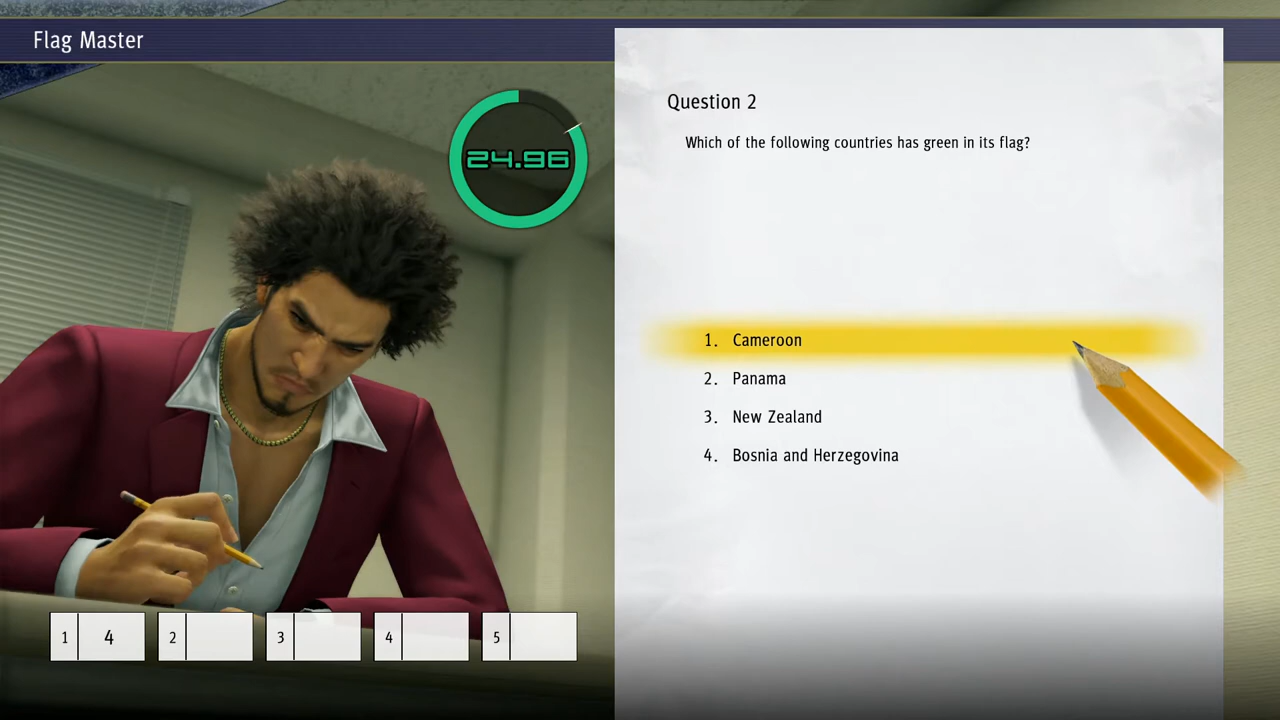 Flag Master
24.96
Question 2
Which of the following countries has green in its flag?
1. Cameroon
2. Panama
3. New Zealand
4. Bosnia and Herzegovina
1 4 2 3 4 5